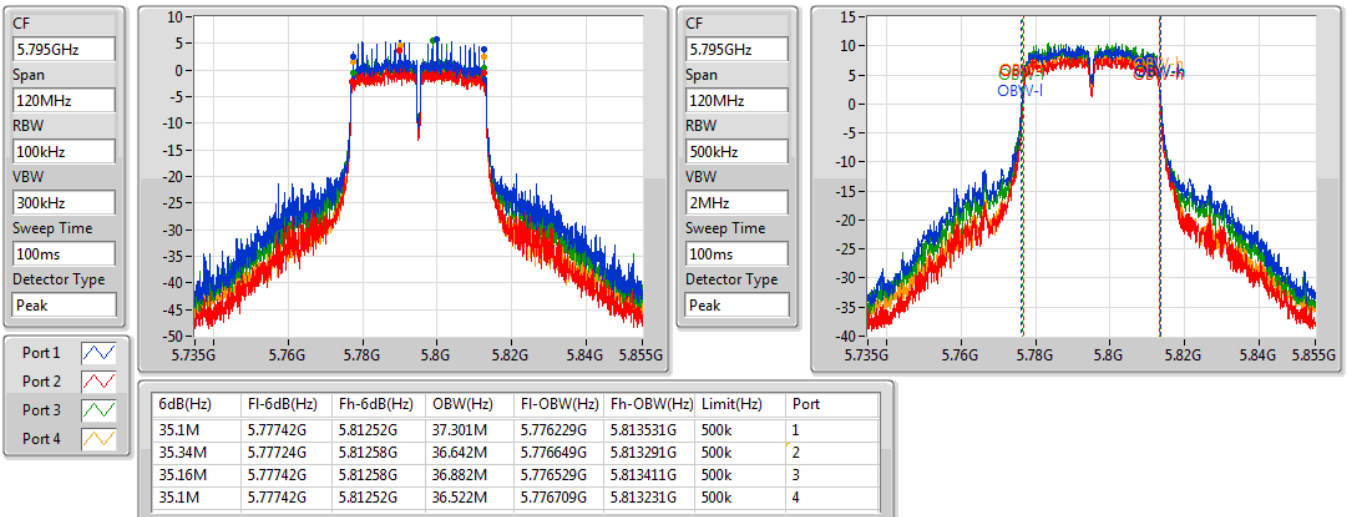 CF
5.795GHz
Span
120MHz
RBW
100kHz
VBW
300kHz
Sweep Time
100ms
Detector Type
Peak
10
5
0
-5
-10
-15
-20
-25
-30
-35
-40
-45
-50
5.735G 5.76G 5.78G 5.8G 5.82G 5.84G 5.855G
CF
5.795GHz
Span
120MHz
RBW
500kHz
VBW
2MHz
Sweep Time
100ms
Detector Type
Peak
15
10
5
0
-5
-10
-15
-20
-25
-30
-35
-40
OBW-l
OBW-h
5.735G 5.76G 5.78G 5.8G 5.82G 5.84G 5.855G
Port 1
Port 2
Port 3
Port 4
6dB(Hz) Fl-6dB(Hz) Fh-6dB(Hz) OBW(Hz) Fl-OBW(Hz) Fh-OBW(Hz) Limit(Hz) Port
35.1M 5.77742G 5.81252G 37.301M 5.776229G 5.813531G 500k 1
35.34M 5.77724G 5.81258G 36.642M 5.776649G 5.813291G 500k 2
35.16M 5.77742G 5.81258G 36.882M 5.776529G 5.813411G 500k 3
35.1M 5.77742G 5.81252G 36.522M 5.776709G 5.813231G 500k 4